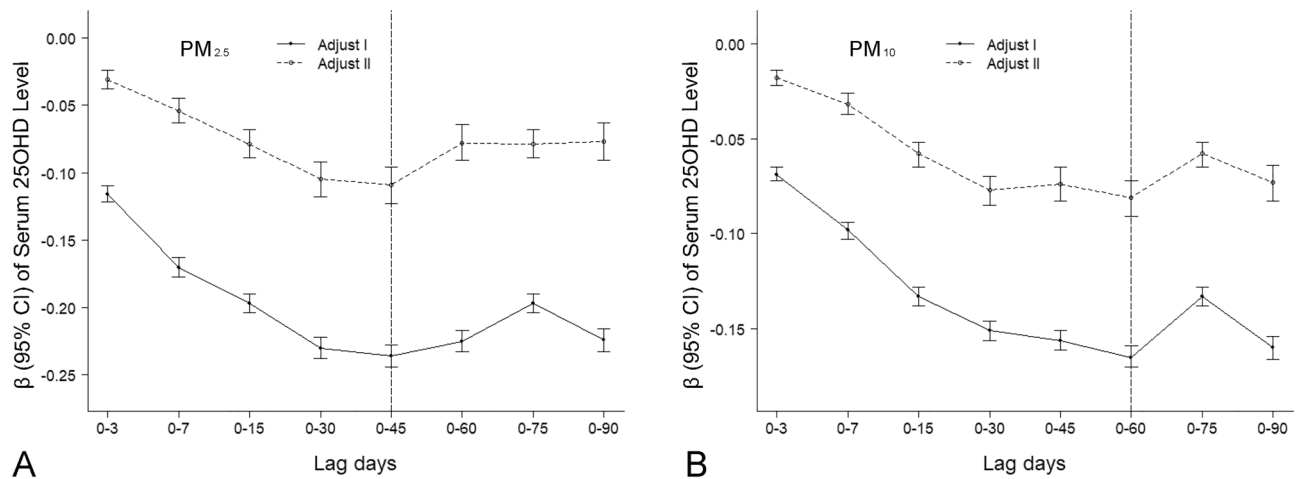 PM2.5
Adjust I
Adjust II
β (95% CI) of Serum 25OHD Level
0.00
-0.05
-0.10
-0.15
-0.20
-0.25
0-3 0-7 0-15 0-30 0-45 0-60 0-75 0-90
Lag days
A
PM10
Adjust I
Adjust II
β (95% CI) of Serum 25OHD Level
0.00
-0.05
-0.10
-0.15
0-3 0-7 0-15 0-30 0-45 0-60 0-75 0-90
Lag days
B